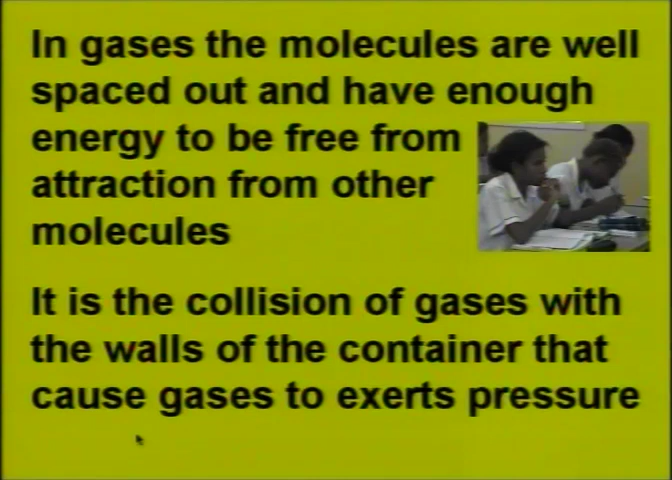 In gases the molecules are well
spaced out and have enough
energy to be free from
attraction from other
molecules
It is the collision of gases with
the walls of the container that
cause gases to exerts pressure